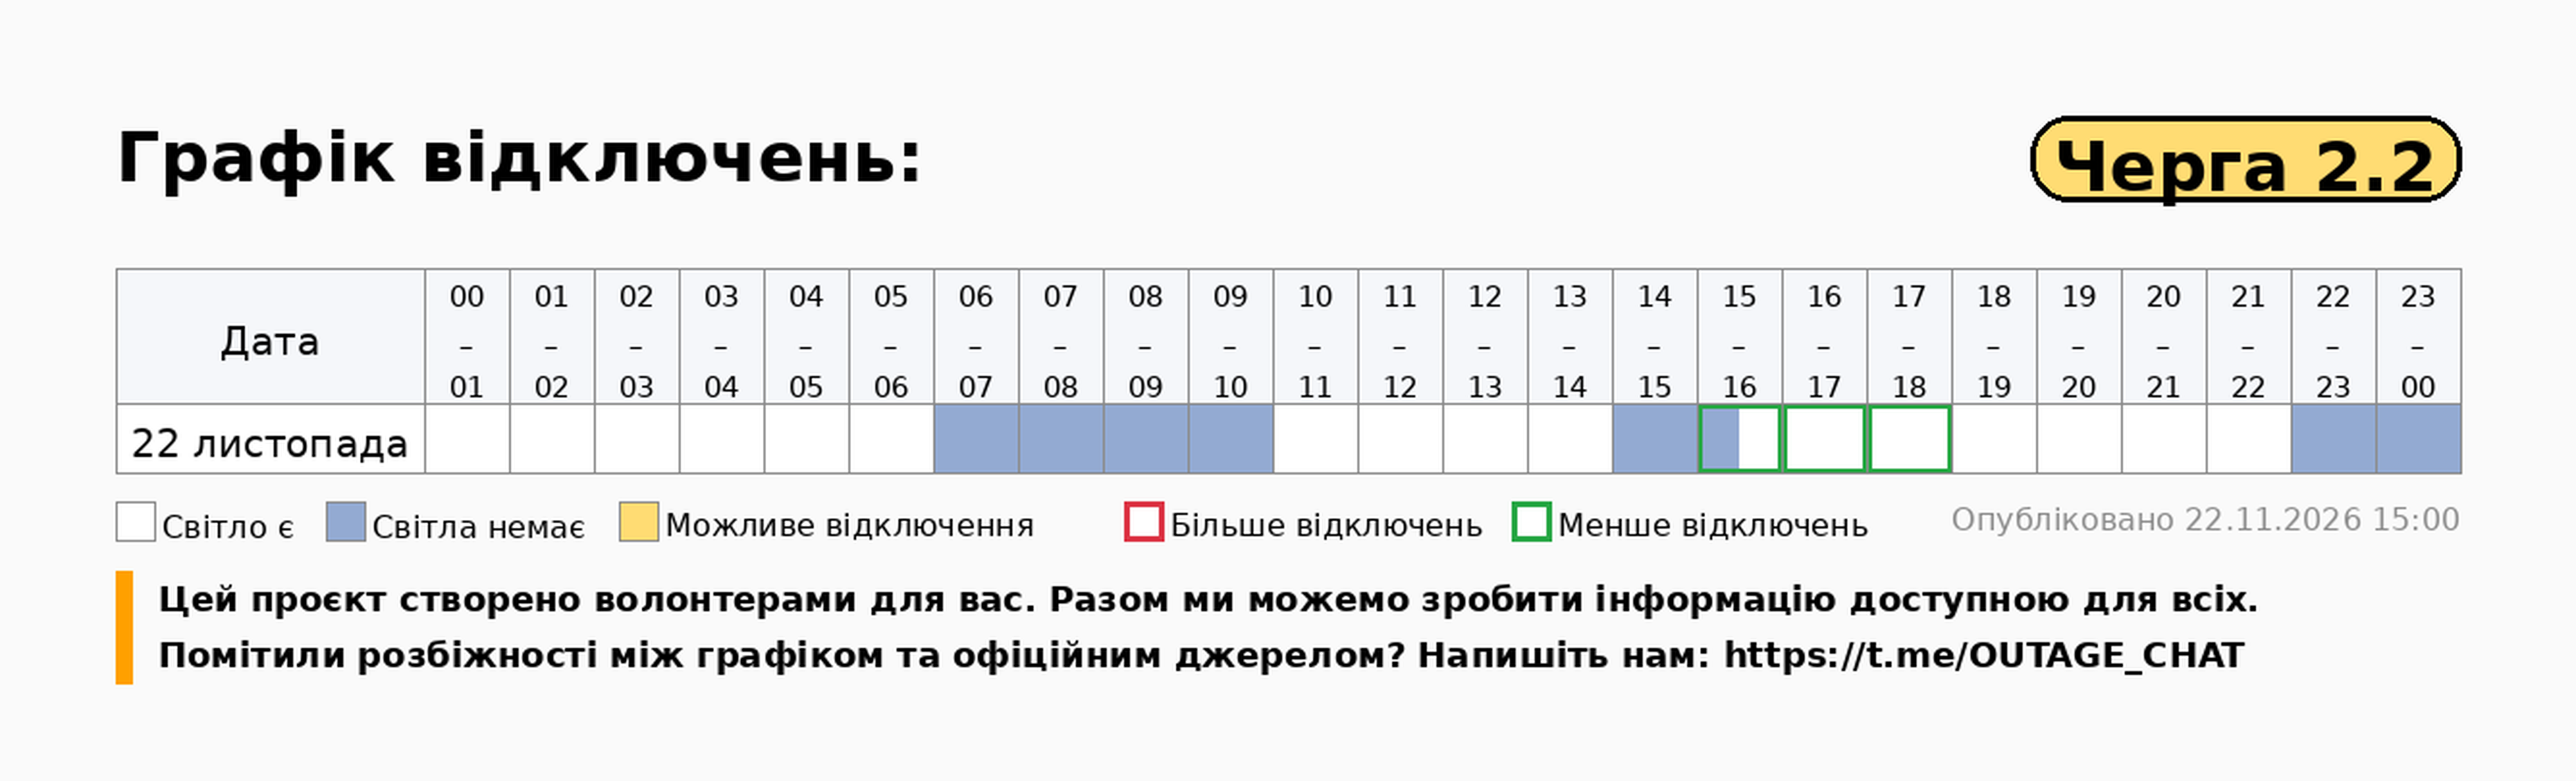 Графік відключень:
Черга 2.2
Дата
00 – 01
01 – 02
02 – 03
03 – 04
04 – 05
05 – 06
06 – 07
07 – 08
08 – 09
09 – 10
10 – 11
11 – 12
12 – 13
13 – 14
14 – 15
15 – 16
16 – 17
17 – 18
18 – 19
19 – 20
20 – 21
21 – 22
22 – 23
23 – 00
22 листопада
Світло є
Світла немає
Можливе відключення
Більше відключень
Менше відключень
Опубліковано 22.11.2026 15:00
Цей проєкт створено волонтерами для вас. Разом ми можемо зробити інформацію доступною для всіх.
Помітили розбіжності між графіком та офіційним джерелом? Напишіть нам: https://t.me/OUTAGE_CHAT